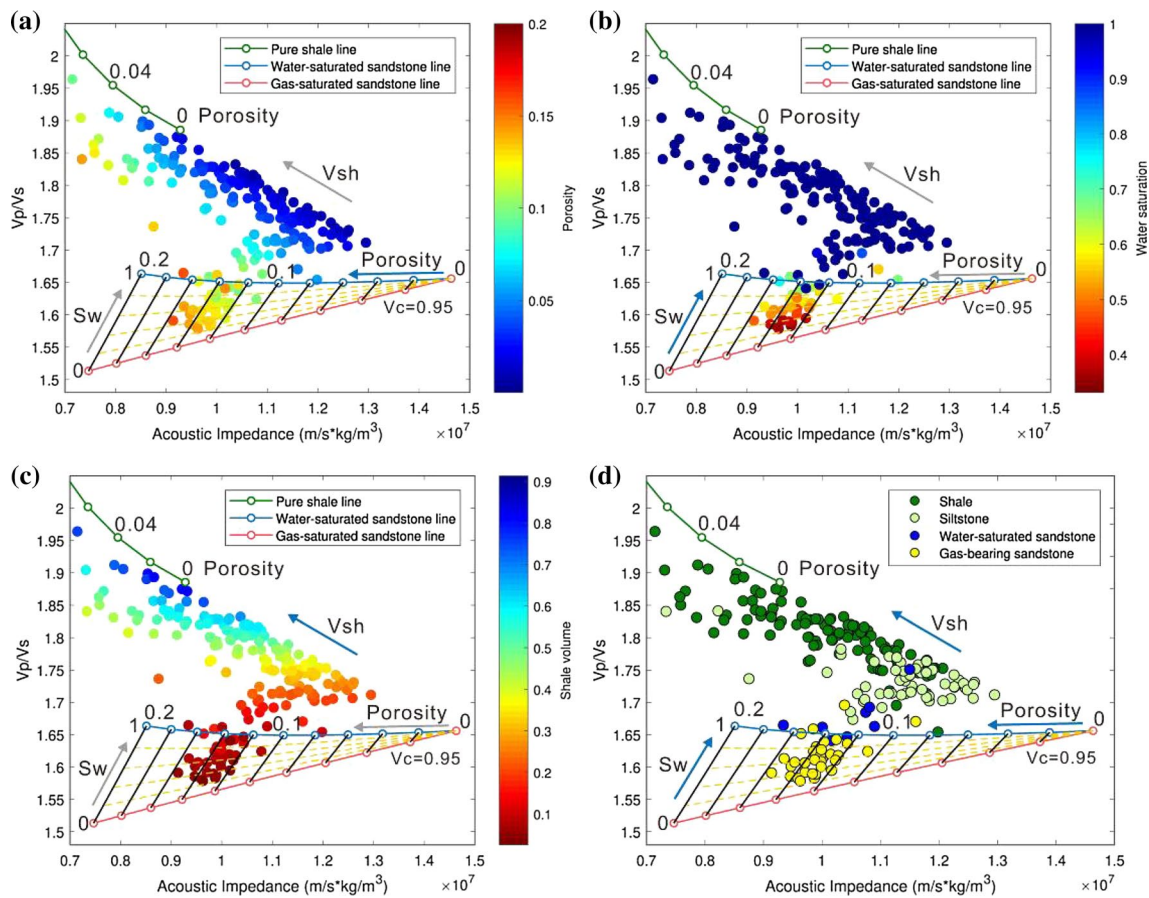 (a)
Pure shale line
Water-saturated sandstone line
Gas-saturated sandstone line
0.04
0 Porosity
Vsh
0.2
1
0.1
Porosity
0
Sw
0
Vc=0.95
2
1.95
1.9
1.85
1.8
1.75
1.7
1.65
1.6
1.55
1.5
Vp/Vs
0.7 0.8 0.9 1 1.1 1.2 1.3 1.4 1.5
×10⁷
Acoustic Impedance (m/s*kg/m³)
0.2
0.15
0.1
0.05
Porosity
(b)
Pure shale line
Water-saturated sandstone line
Gas-saturated sandstone line
0.04
0 Porosity
Vsh
0.2
1
0.1
Porosity
0
Sw
0
Vc=0.95
2
1.95
1.9
1.85
1.8
1.75
1.7
1.65
1.6
1.55
1.5
Vp/Vs
0.7 0.8 0.9 1 1.1 1.2 1.3 1.4 1.5
×10⁷
Acoustic Impedance (m/s*kg/m³)
1
0.9
0.8
0.7
0.6
0.5
0.4
Water saturation
(c)
Pure shale line
Water-saturated sandstone line
Gas-saturated sandstone line
0.04
0 Porosity
Vsh
0.2
1
0.1
Porosity
0
Sw
0
Vc=0.95
2
1.95
1.9
1.85
1.8
1.75
1.7
1.65
1.6
1.55
1.5
Vp/Vs
0.7 0.8 0.9 1 1.1 1.2 1.3 1.4 1.5
×10⁷
Acoustic Impedance (m/s*kg/m³)
0.9
0.8
0.7
0.6
0.5
0.4
0.3
0.2
0.1
Shale volume
(d)
Shale
Siltstone
Water-saturated sandstone
Gas-bearing sandstone
0.04
0 Porosity
Vsh
0.2
1
0.1
Porosity
0
Sw
0
Vc=0.95
2
1.95
1.9
1.85
1.8
1.75
1.7
1.65
1.6
1.55
1.5
Vp/Vs
0.7 0.8 0.9 1 1.1 1.2 1.3 1.4 1.5
×10⁷
Acoustic Impedance (m/s*kg/m³)